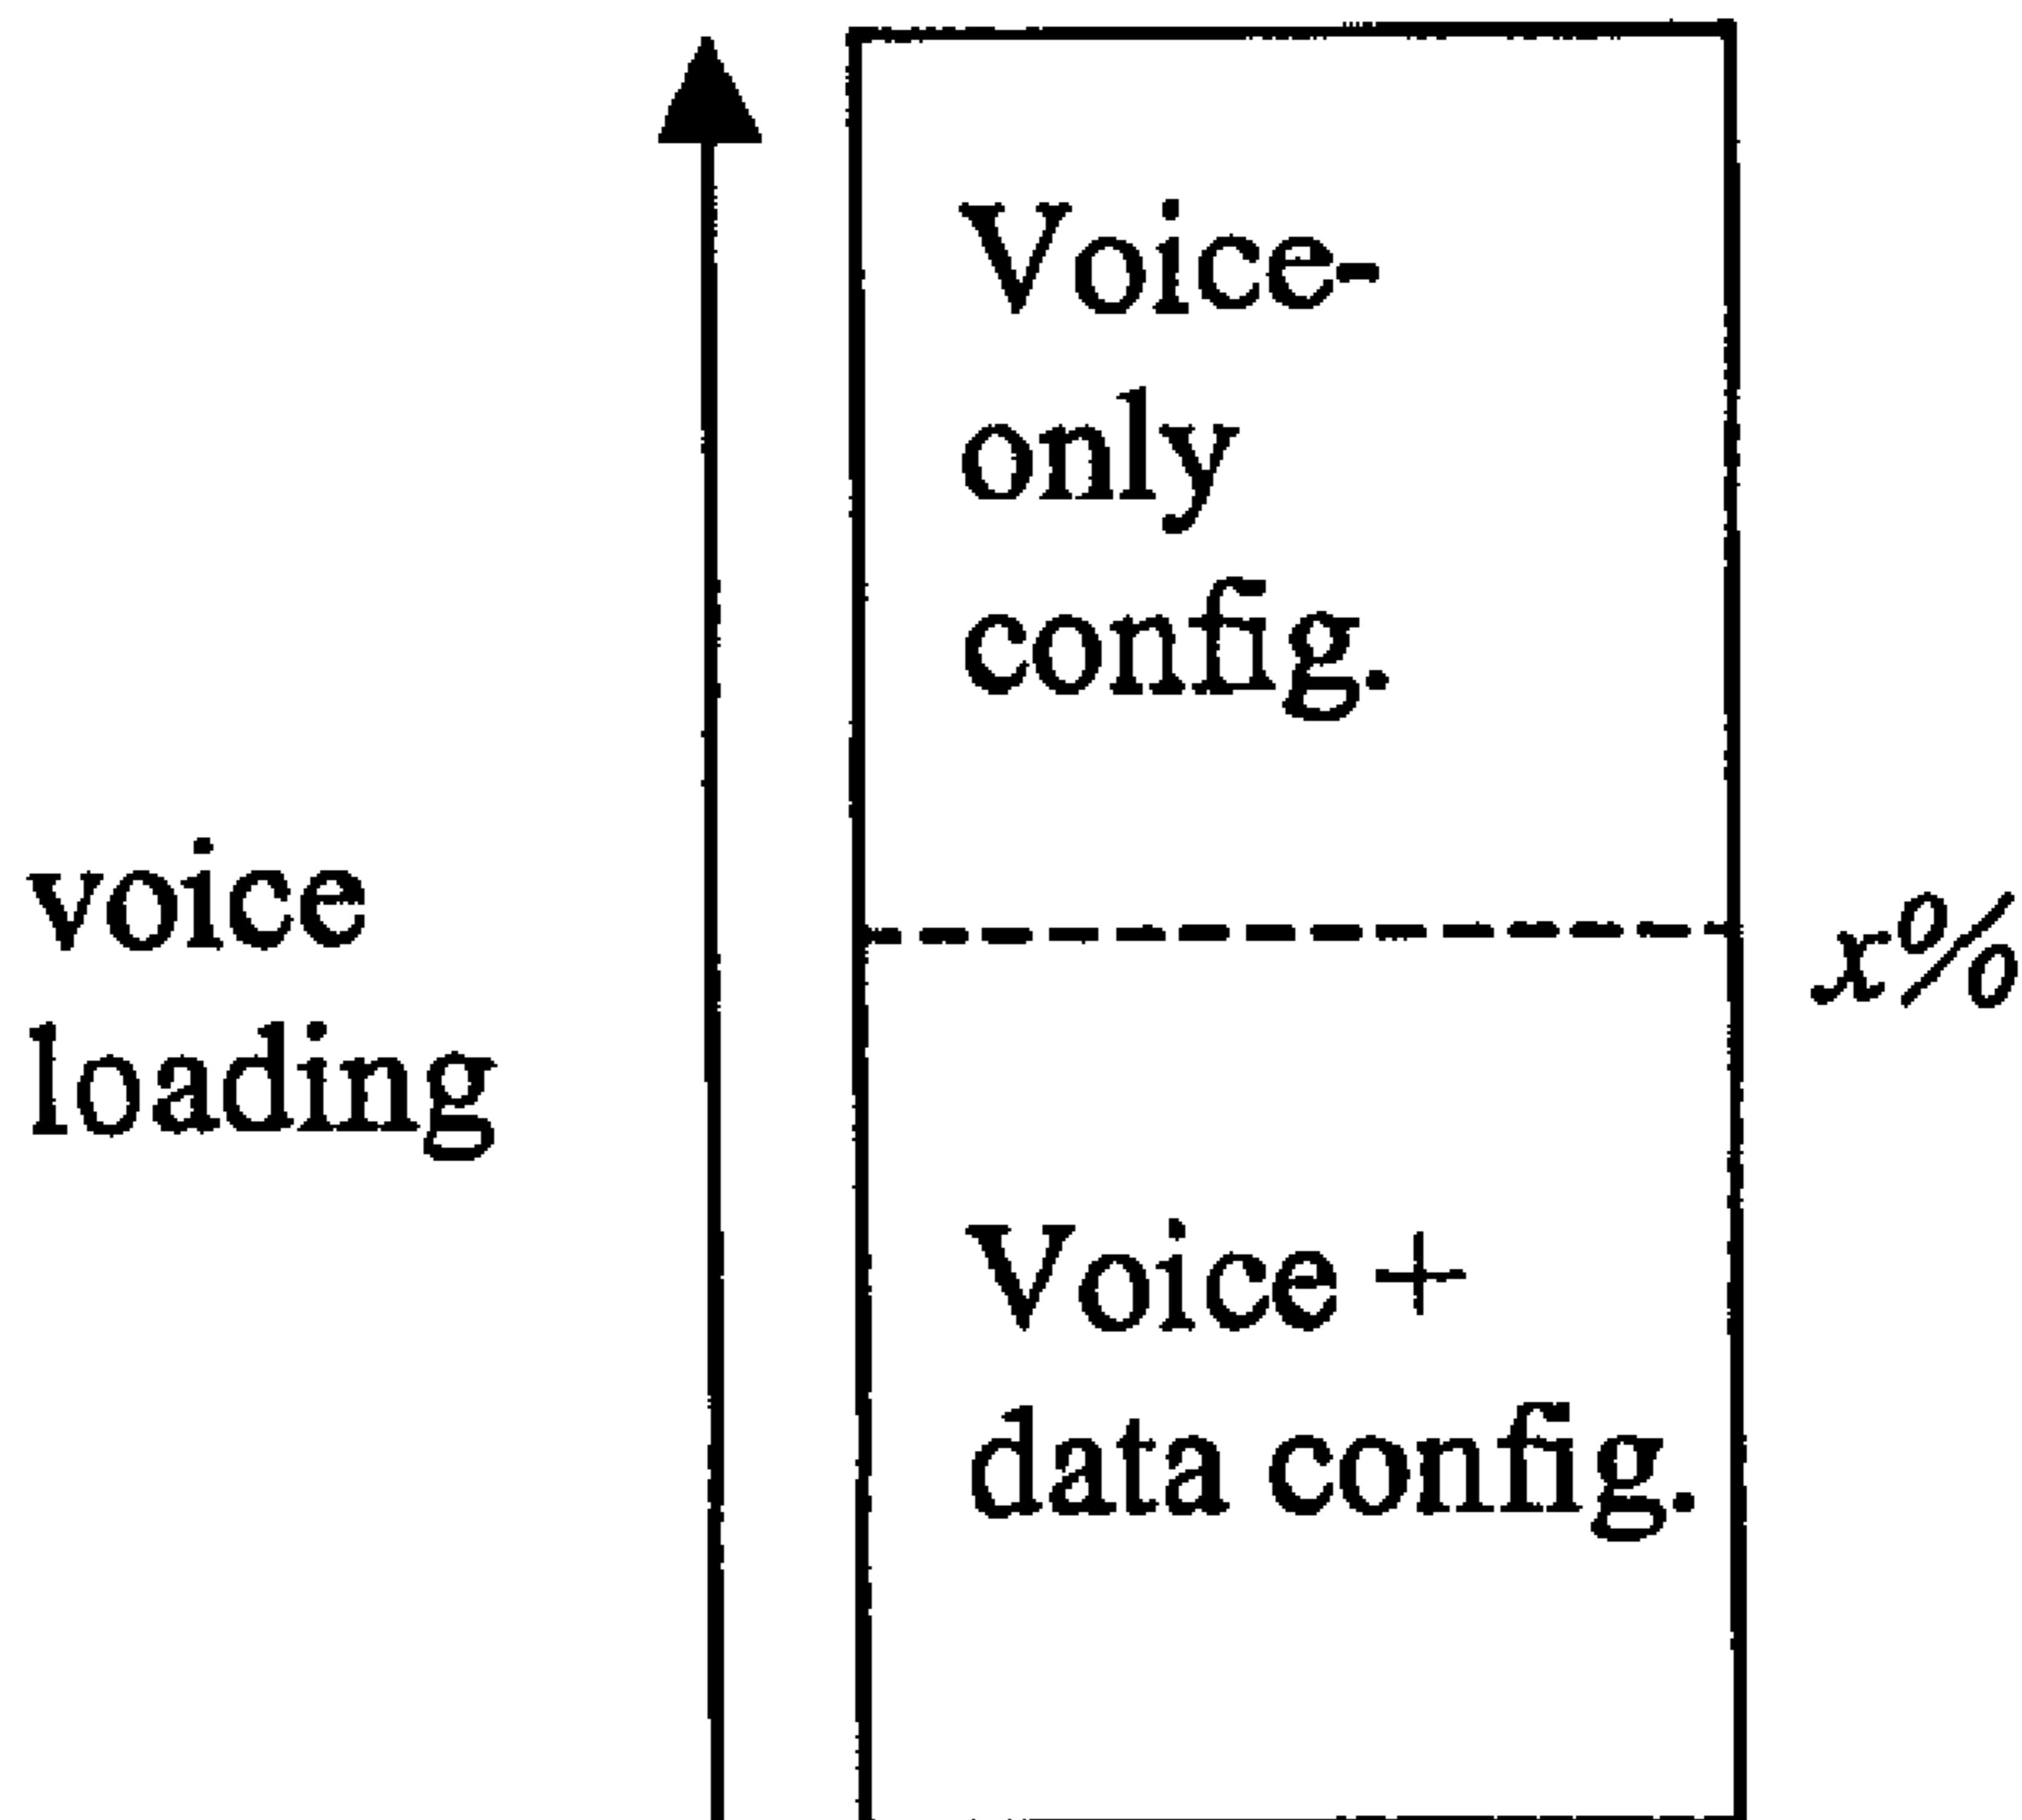 voice
loading
Voice-
only
config.
x%
Voice +
data config.